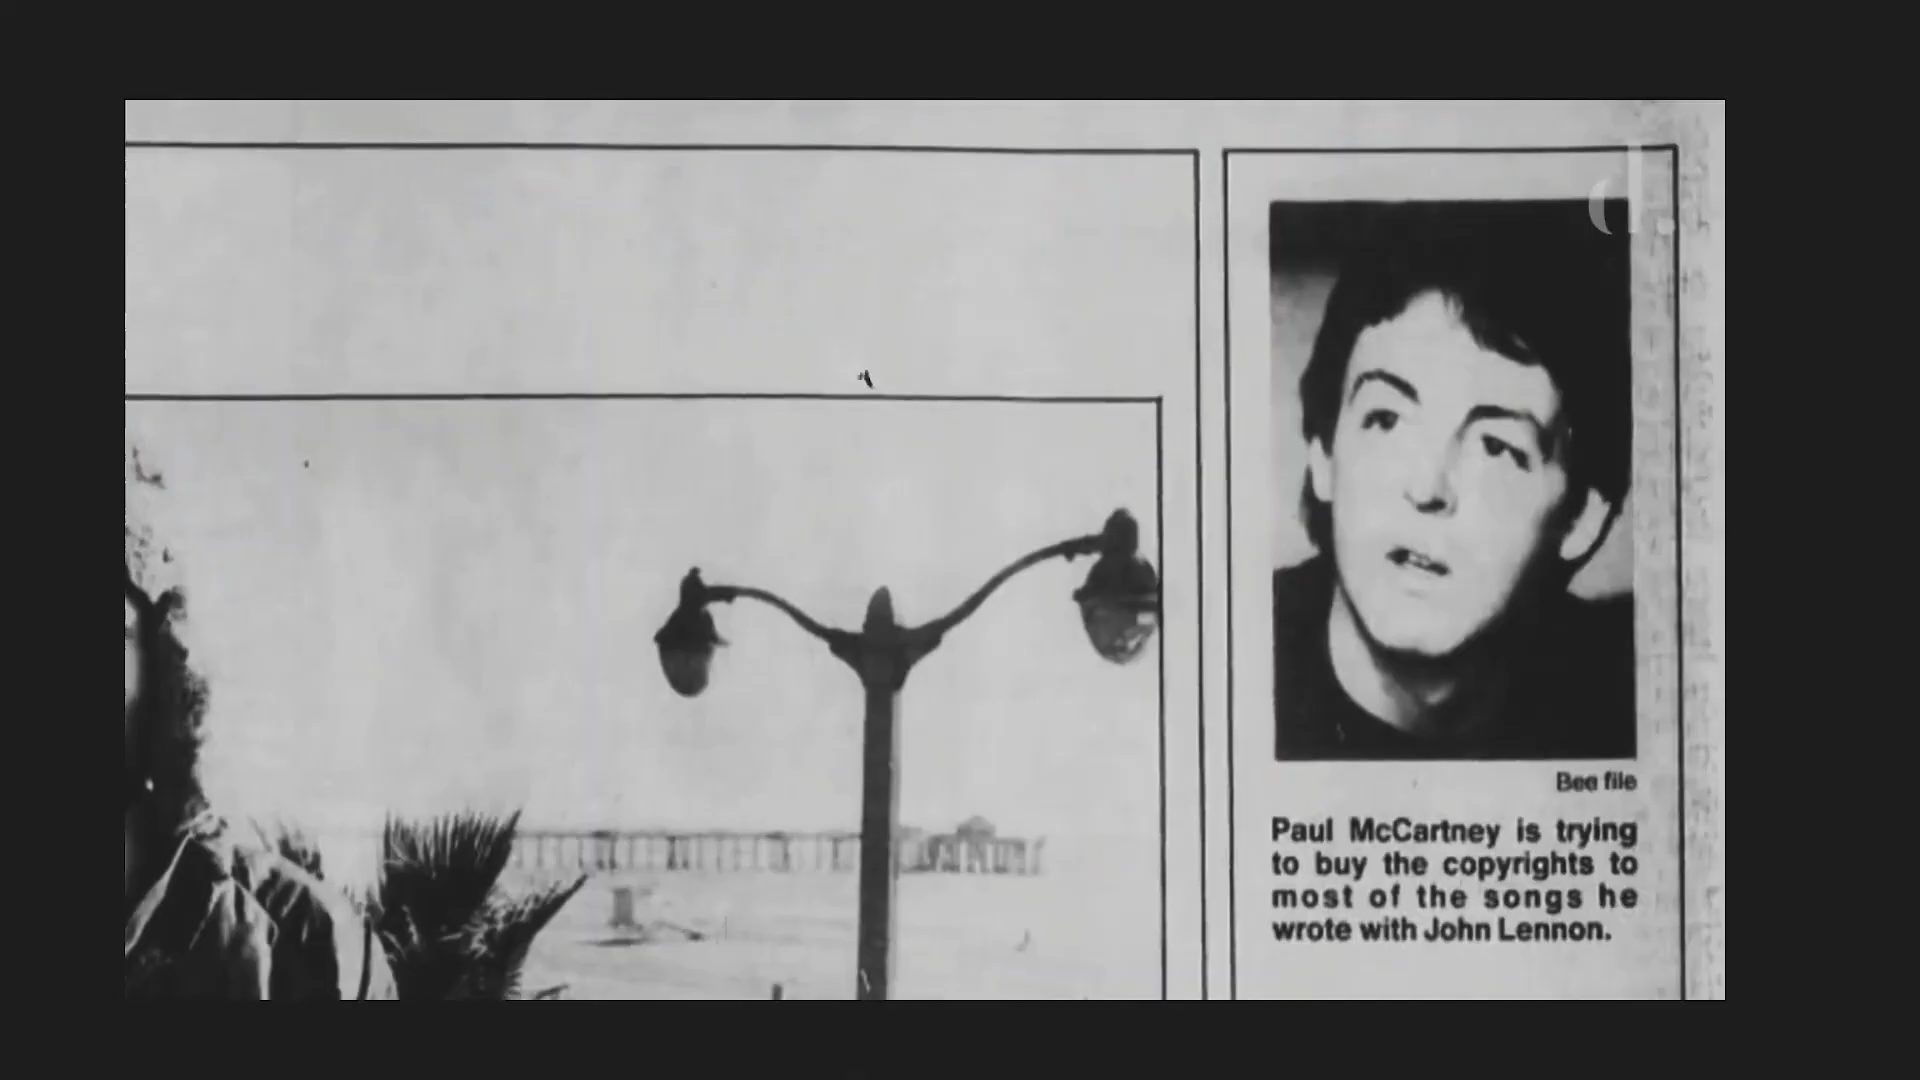 d.
Bee file
Paul McCartney is trying
to buy the copyrights to
most of the songs he
wrote with John Lennon.